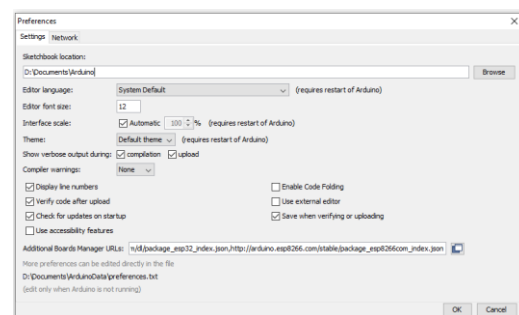 Preferences
Settings Network
Sketchbook location:
D:\Documents\Arduino
Browse
Editor language: System Default (requires restart of Arduino)
Editor font size: 12
Interface scale: Automatic 100 % (requires restart of Arduino)
Theme: Default theme (requires restart of Arduino)
Show verbose output during: compilation upload
Compiler warnings: None
Display line numbers Enable Code Folding
Verify code after upload Use external editor
Check for updates on startup Save when verifying or uploading
Use accessibility features
Additional Boards Manager URLs: /package_esp32_index.json,http://arduino.esp8266.com/stable/package_esp8266com_index.json
More preferences can be edited directly in the file
D:\Documents\ArduinoData\preferences.txt
(edit only when Arduino is not running)
OK Cancel